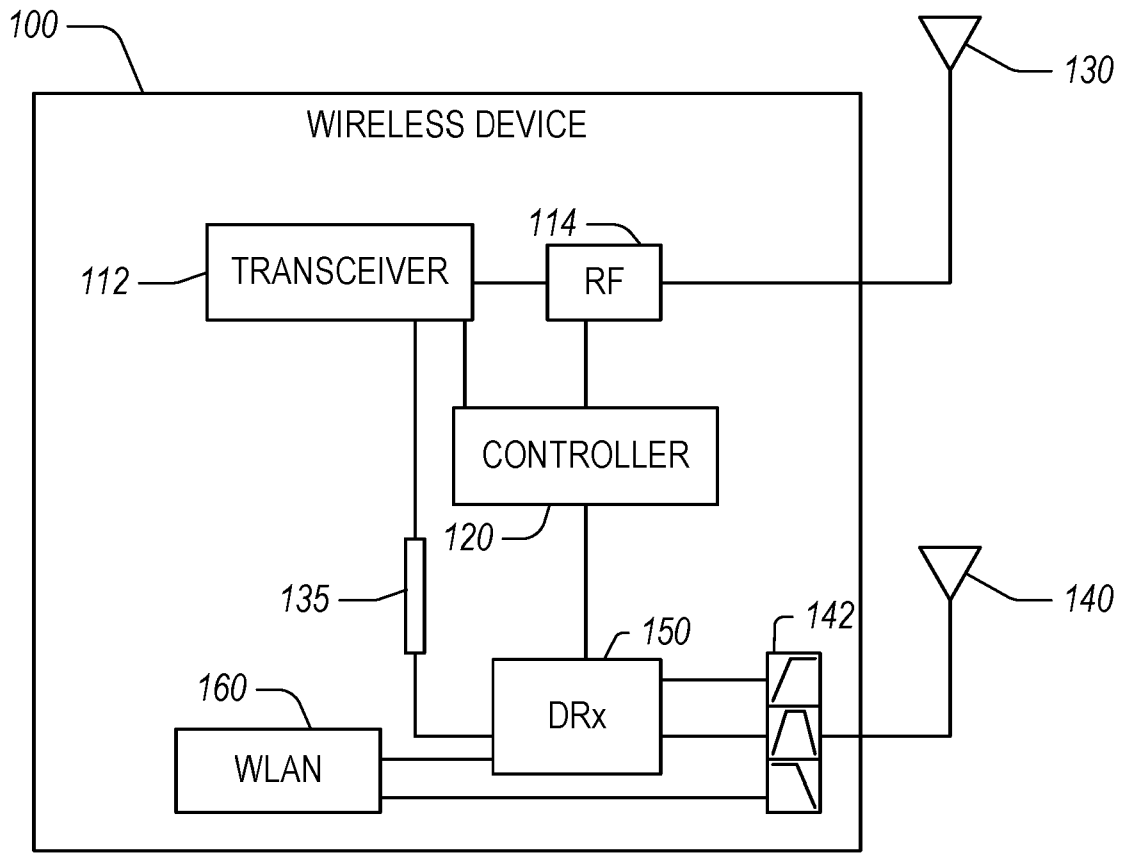 100
130
WIRELESS DEVICE
114
TRANSCEIVER
RF
112
CONTROLLER
120
135
140
142
150
160
DRx
WLAN